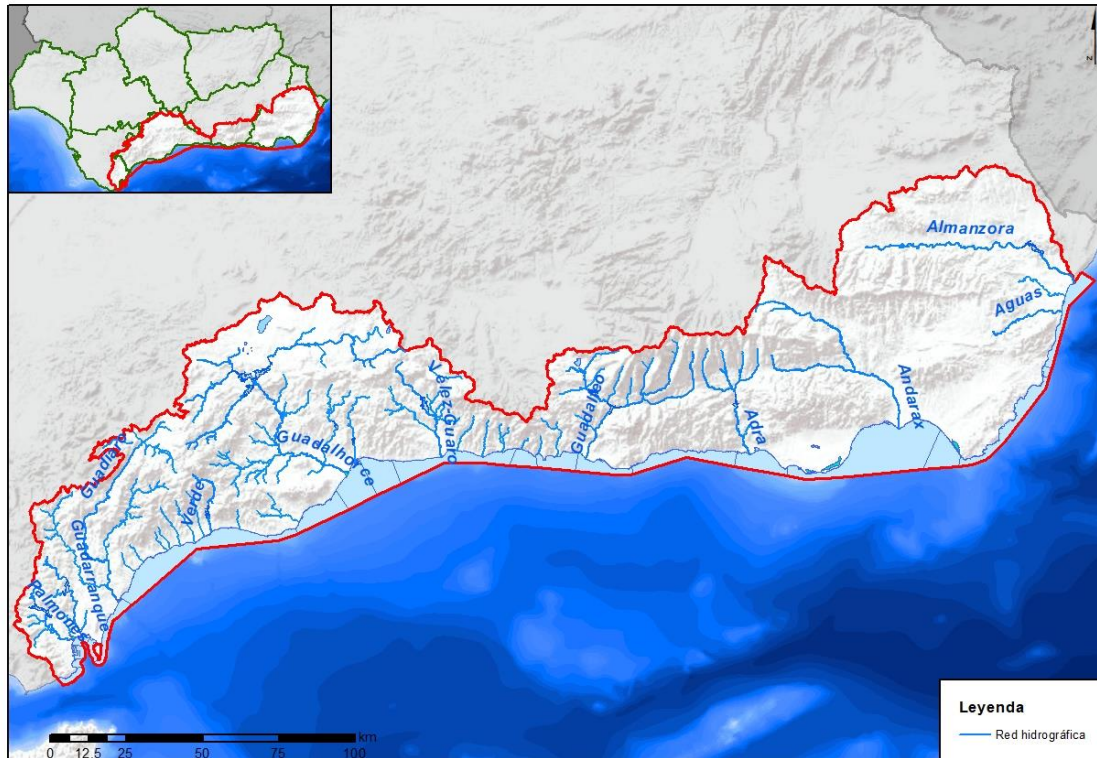 N
Almanzora
Aguas
Andarax
Adra
Guadalfeo
Vélez-Guaro
Guadalhorce
Verde
Guadiaro
Guadarranque
Palmones
km
0 12.5 25 50 75 100
Leyenda
Red hidrográfica